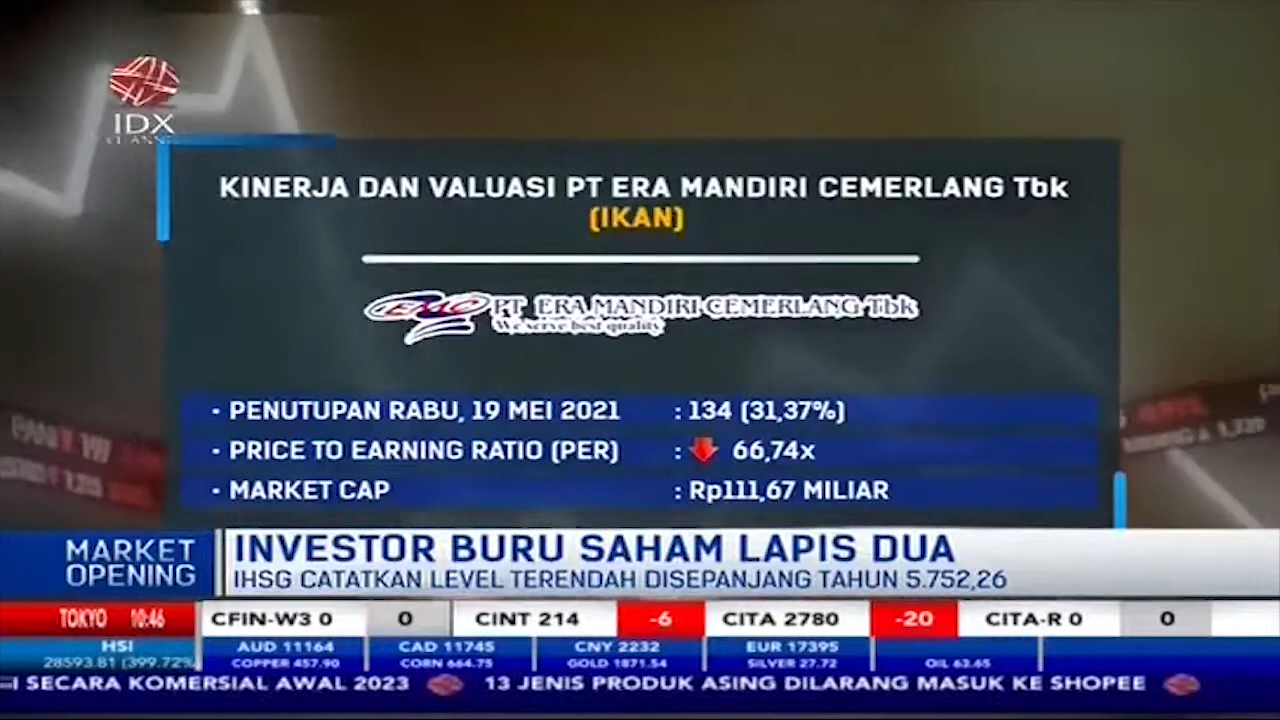 IDX
CHANNEL
KINERJA DAN VALUASI PT ERA MANDIRI CEMERLANG Tbk
(IKAN)
EMC PT ERA MANDIRI CEMERLANG Tbk
We serve best quality
• PENUTUPAN RABU, 19 MEI 2021 : 134 (31,37%)
• PRICE TO EARNING RATIO (PER) : 66,74x
• MARKET CAP : Rp111,67 MILIAR
MARKET OPENING
INVESTOR BURU SAHAM LAPIS DUA
IHSG CATATKAN LEVEL TERENDAH DISEPANJANG TAHUN 5.752,26
TOKYO 10:46 CFIN-W3 0 0 CINT 214 -6 CITA 2780 -20 CITA-R 0 0
HSI AUD 11164 CAD 11745 CNY 2232 EUR 17395
28593.81 (399.72%) COPPER 457.90 CORN 664.75 GOLD 1871.54 SILVER 27.72 OIL 63.65
I SECARA KOMERSIAL AWAL 2023 13 JENIS PRODUK ASING DILARANG MASUK KE SHOPEE